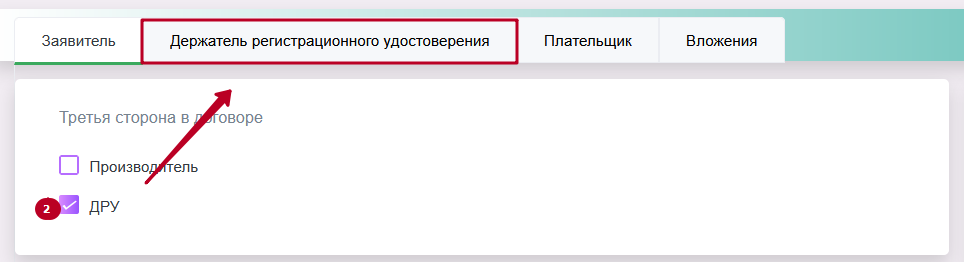 Заявитель Держатель регистрационного удостоверения Плательщик Вложения
Третья сторона в договоре
Производитель
2 ДРУ